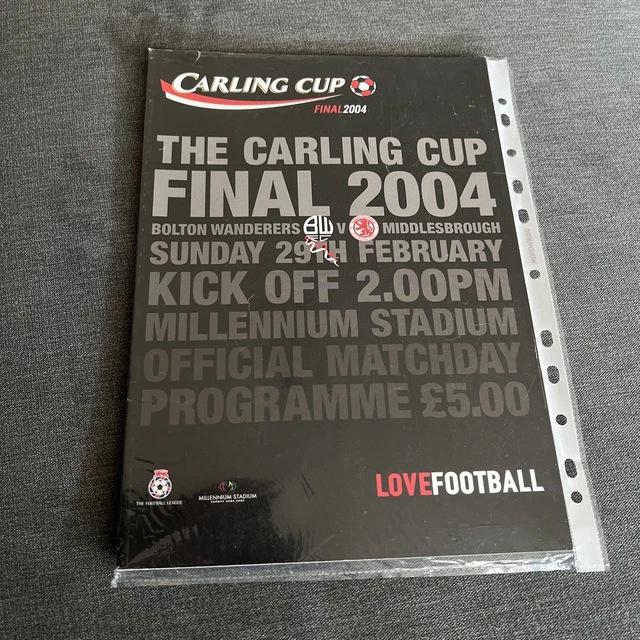 CARLING CUP
FINAL2004
THE CARLING CUP
FINAL 2004
BOLTON WANDERERS BW V MIDDLESBROUGH
SUNDAY 29TH FEBRUARY
KICK OFF 2.00PM
MILLENNIUM STADIUM
OFFICIAL MATCHDAY
PROGRAMME £5.00
LOVEFOOTBALL
THE FOOTBALL LEAGUE
MILLENNIUM STADIUM